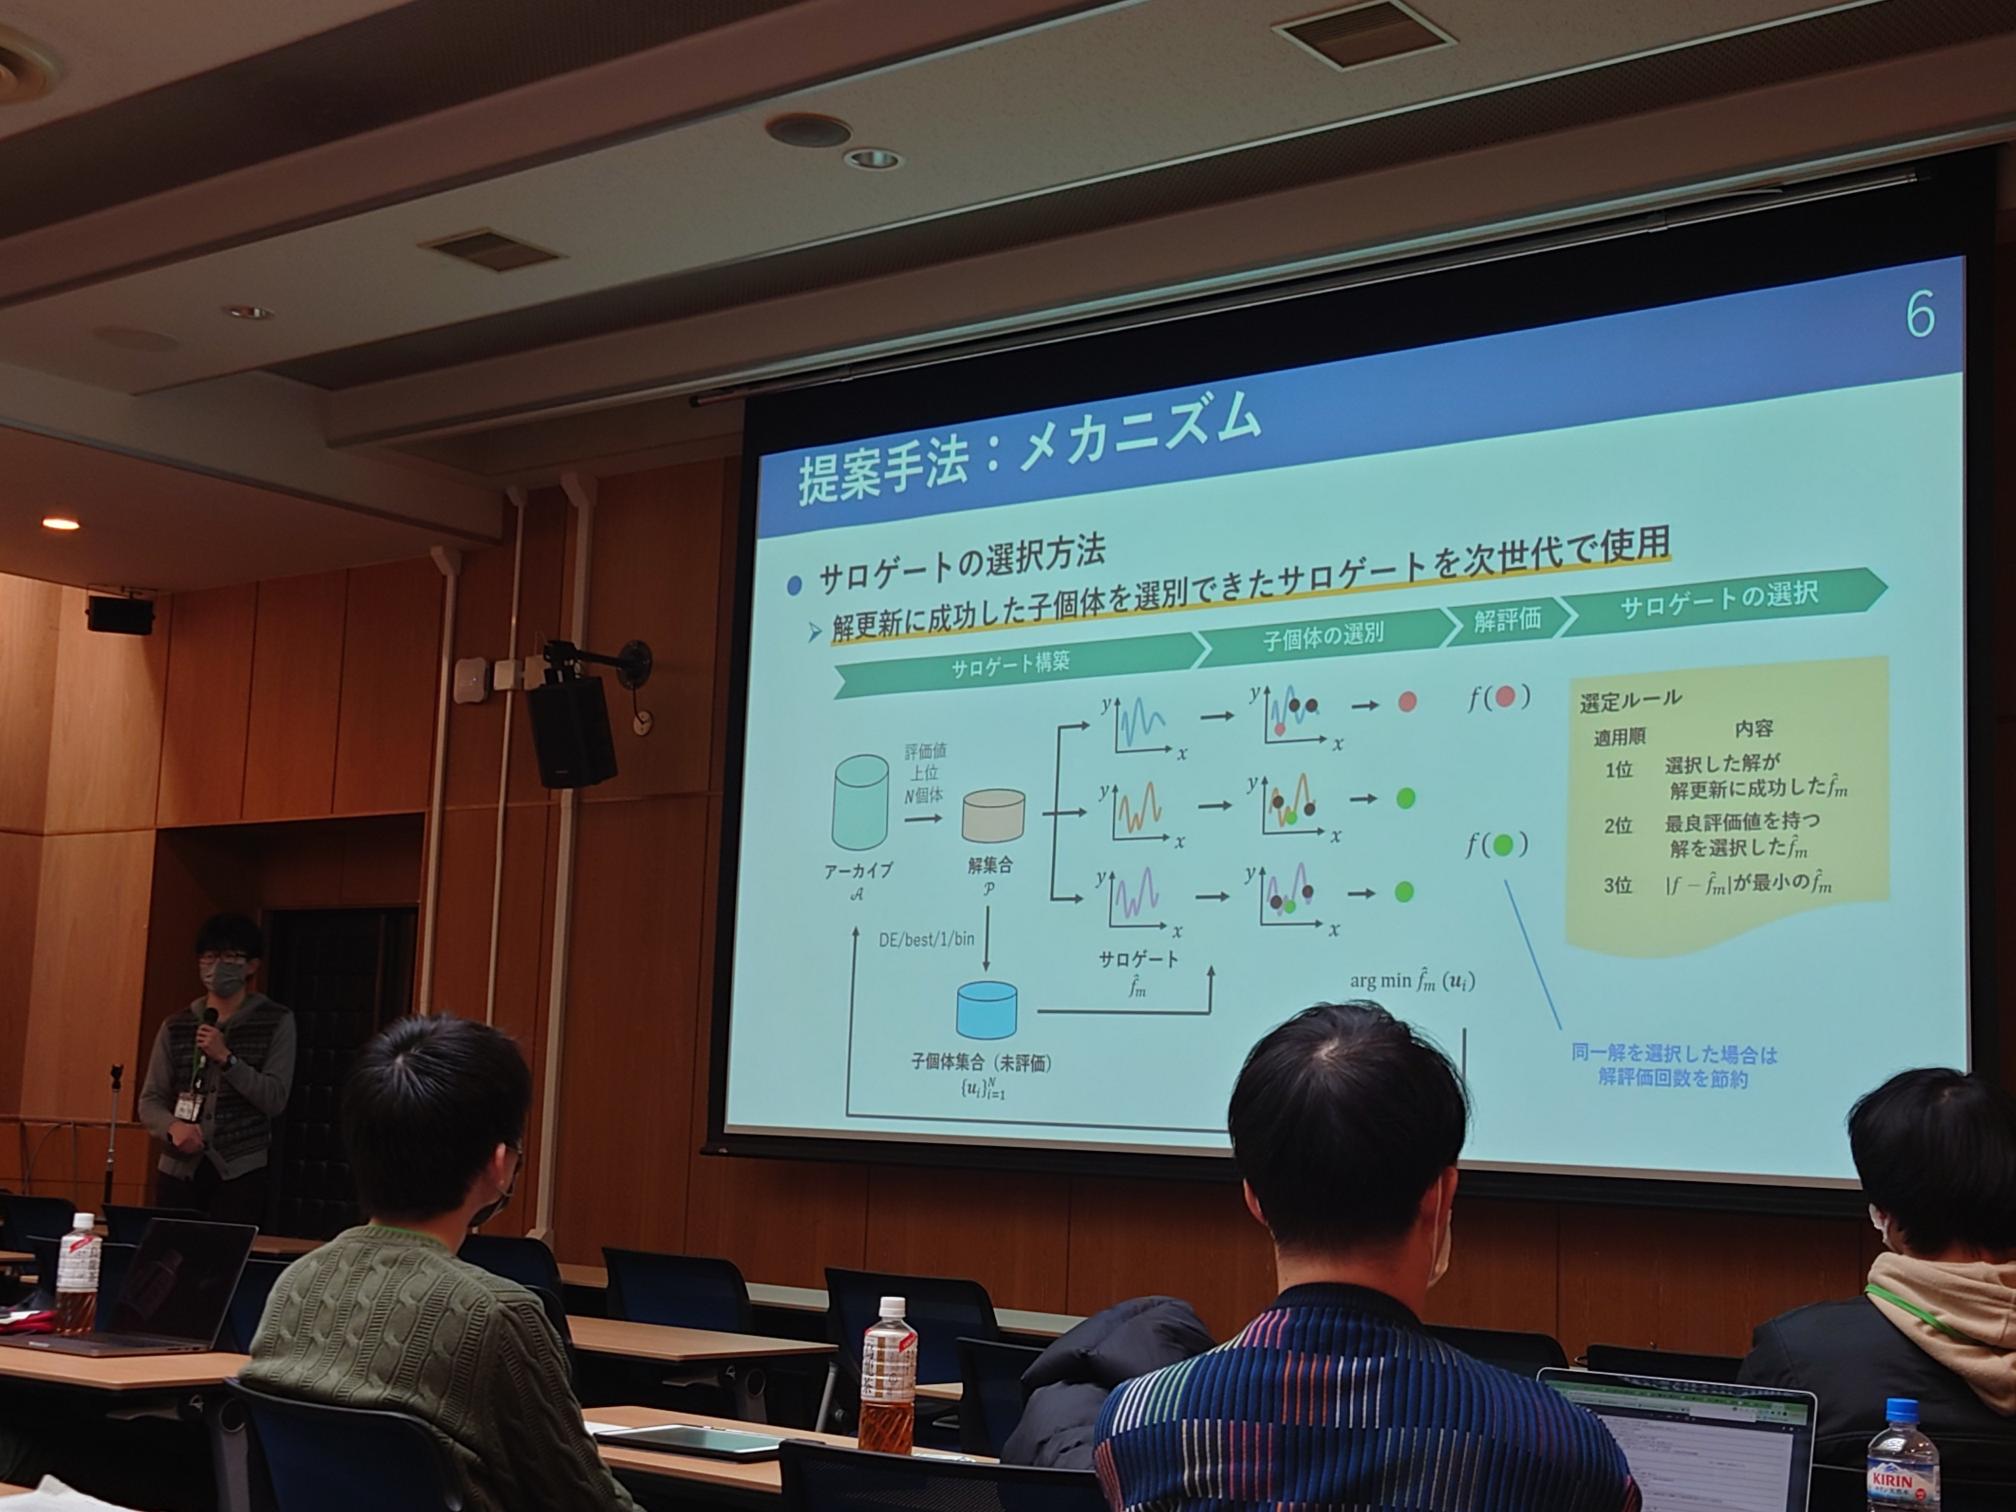 6
提案手法：メカニズム
サロゲートの選択方法
解更新に成功した子個体を選別できたサロゲートを次世代で使用
サロゲート構築
子個体の選別
解評価
サロゲートの選択
評価値
上位
N個体
アーカイブ
𝒜
解集合
𝒫
DE/best/1/bin
子個体集合（未評価）
{u_i}_{i=1}^N
y
x
y
x
y
x
サロゲート
f̂_m
y
x
y
x
y
x
arg min f̂_m (u_i)
f( )
f( )
選定ルール
適用順 内容
1位 選択した解が
解更新に成功したf̂_m
2位 最良評価値を持つ
解を選択したf̂_m
3位 |f − f̂_m|が最小のf̂_m
同一解を選択した場合は
解評価回数を節約
KIRIN